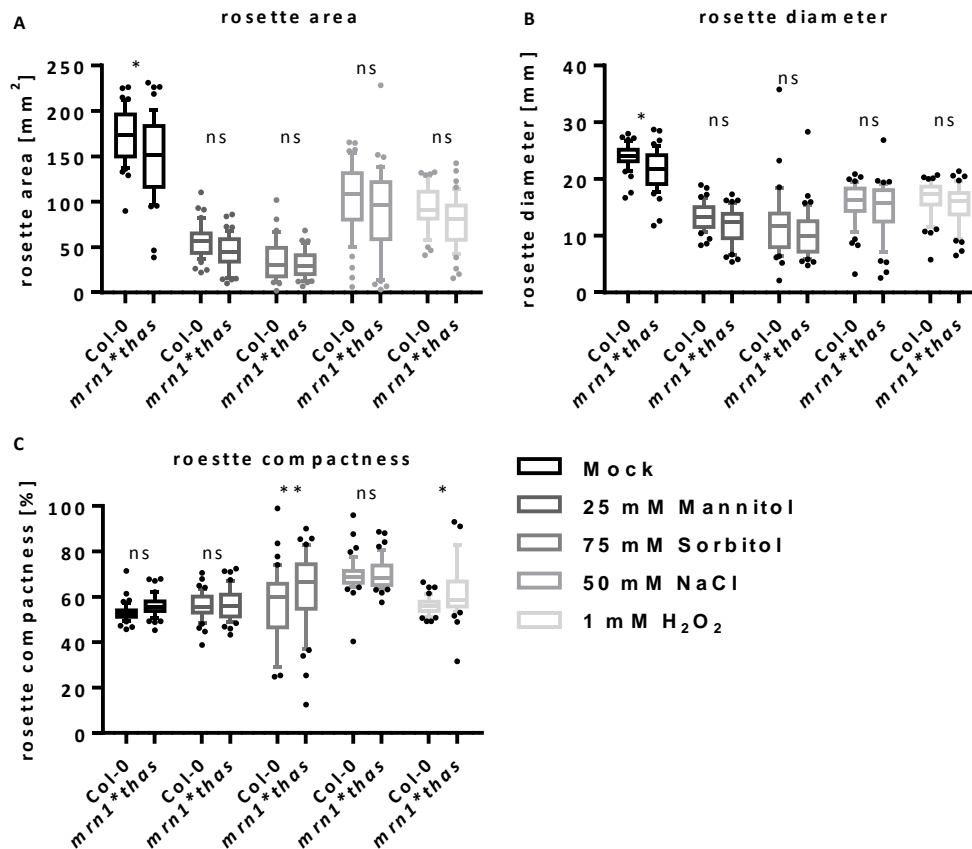 A
rosette area
rosette area [mm²]
250
200
150
100
50
0
*
ns
ns
ns
ns
Col-0
mrn1*thas
Col-0
mrn1*thas
Col-0
mrn1*thas
Col-0
mrn1*thas
Col-0
mrn1*thas
B
rosette diameter
rosette diameter [mm]
40
30
20
10
0
*
ns
ns
ns
ns
Col-0
mrn1*thas
Col-0
mrn1*thas
Col-0
mrn1*thas
Col-0
mrn1*thas
Col-0
mrn1*thas
C
roestte compactness
rosette compactness [%]
100
80
60
40
20
0
ns
ns
**
ns
*
Col-0
mrn1*thas
Col-0
mrn1*thas
Col-0
mrn1*thas
Col-0
mrn1*thas
Col-0
mrn1*thas
Mock
25 mM Mannitol
75 mM Sorbitol
50 mM NaCl
1 mM H₂O₂